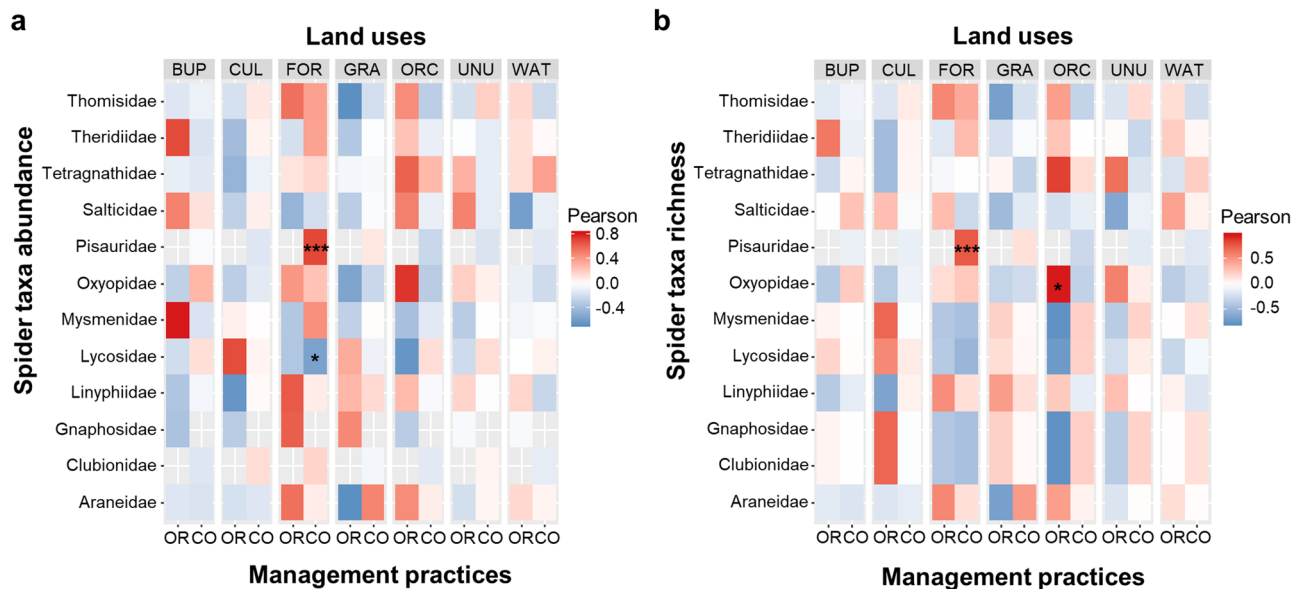 a
Land uses
BUP CUL FOR GRA ORC UNU WAT
Spider taxa abundance
Thomisidae
Theridiidae
Tetragnathidae
Salticidae
Pisauridae
***
Oxyopidae
Mysmenidae
Lycosidae
*
Linyphiidae
Gnaphosidae
Clubionidae
Araneidae
OR CO OR CO OR CO OR CO OR CO OR CO OR CO
Management practices
Pearson
0.8
0.4
0.0
-0.4
b
Land uses
BUP CUL FOR GRA ORC UNU WAT
Spider taxa richness
Thomisidae
Theridiidae
Tetragnathidae
Salticidae
Pisauridae
***
Oxyopidae
*
Mysmenidae
Lycosidae
Linyphiidae
Gnaphosidae
Clubionidae
Araneidae
OR CO OR CO OR CO OR CO OR CO OR CO OR CO
Management practices
Pearson
0.5
0.0
-0.5